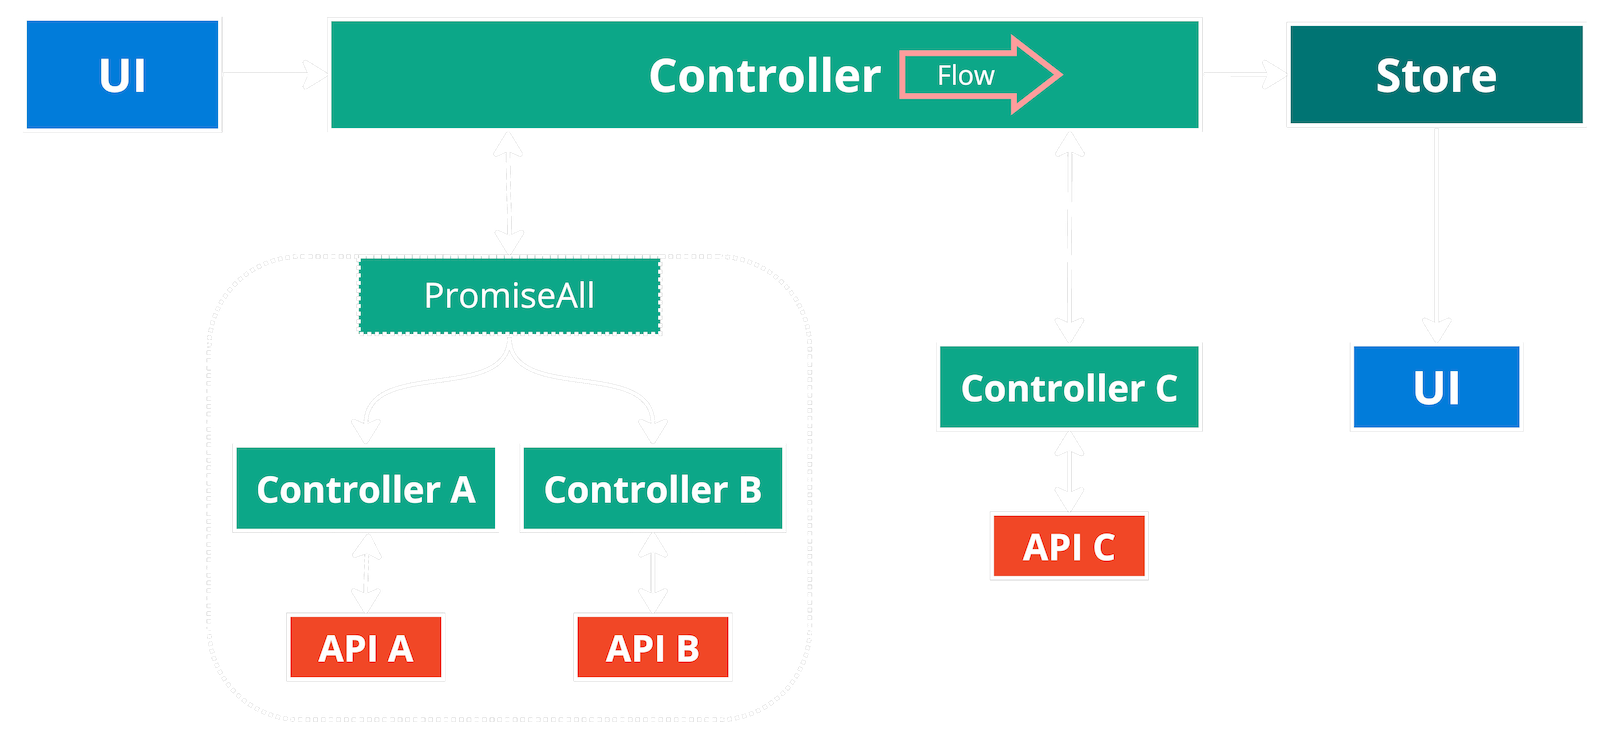 UI
Controller
Flow
Store
PromiseAll
Controller C
UI
Controller A
Controller B
API C
API A
API B